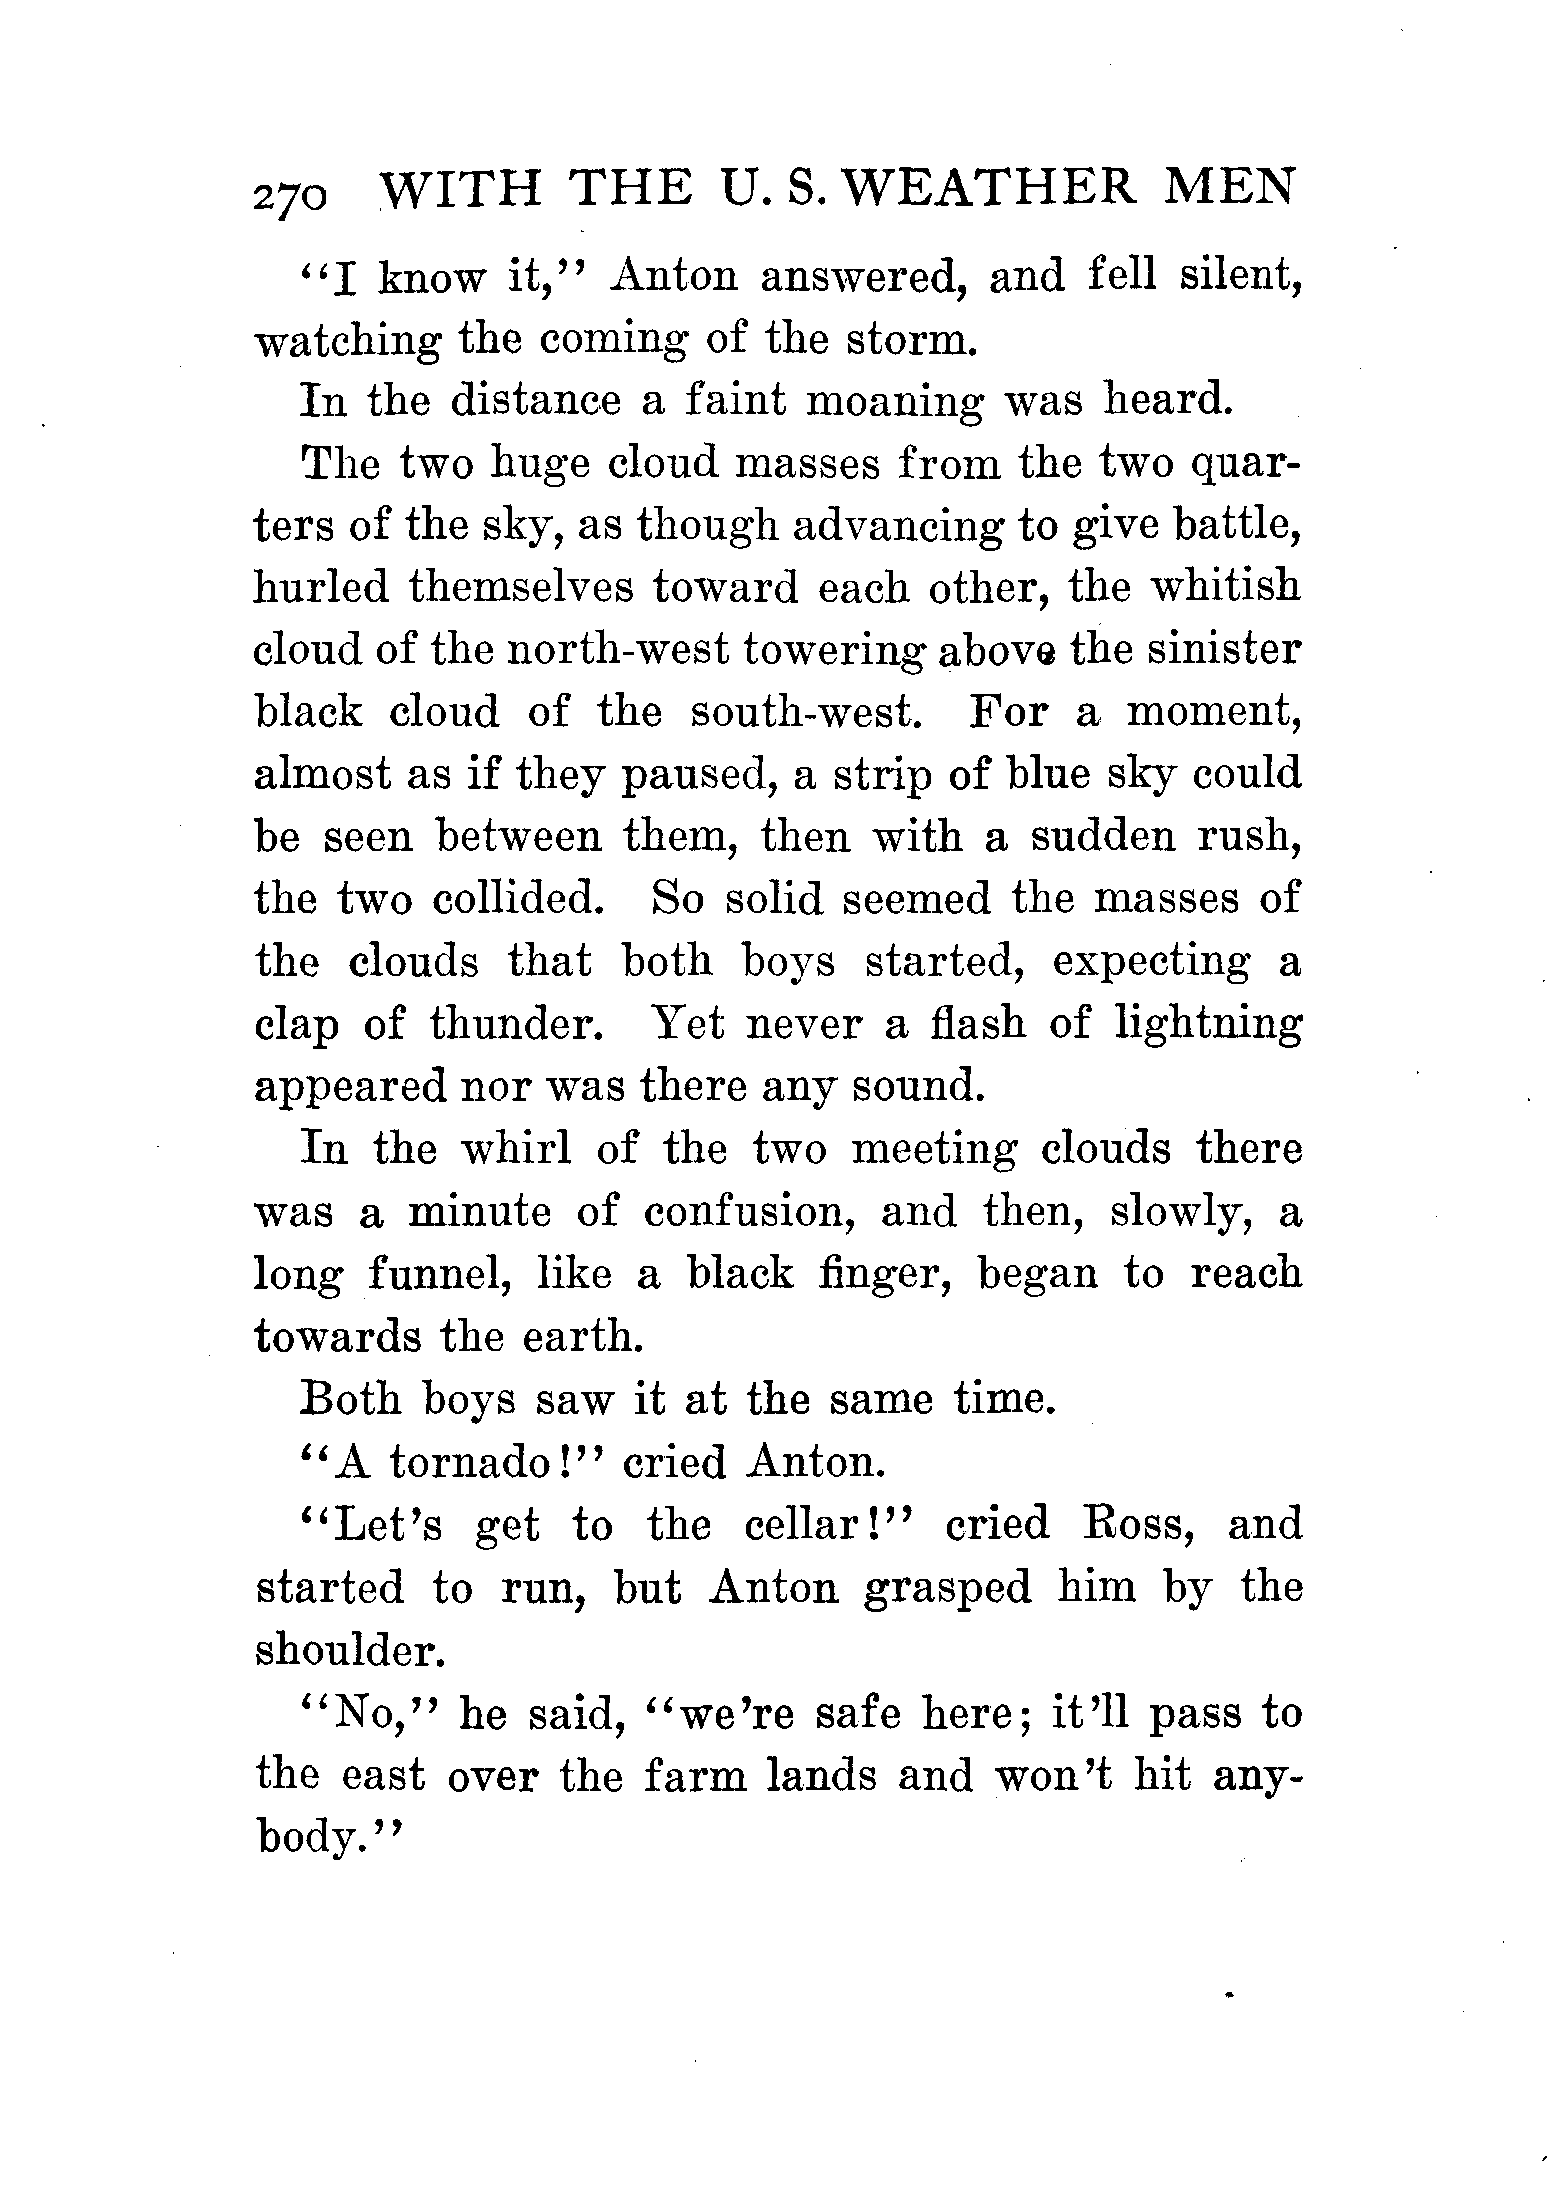 270 WITH THE U. S. WEATHER MEN
"I know it," Anton answered, and fell silent,
watching the coming of the storm.
In the distance a faint moaning was heard.
The two huge cloud masses from the two quar-
ters of the sky, as though advancing to give battle,
hurled themselves toward each other, the whitish
cloud of the north-west towering above the sinister
black cloud of the south-west. For a moment,
almost as if they paused, a strip of blue sky could
be seen between them, then with a sudden rush,
the two collided. So solid seemed the masses of
the clouds that both boys started, expecting a
clap of thunder. Yet never a flash of lightning
appeared nor was there any sound.
In the whirl of the two meeting clouds there
was a minute of confusion, and then, slowly, a
long funnel, like a black finger, began to reach
towards the earth.
Both boys saw it at the same time.
"A tornado!" cried Anton.
"Let's get to the cellar!" cried Ross, and
started to run, but Anton grasped him by the
shoulder.
"No," he said, "we're safe here; it'll pass to
the east over the farm lands and won't hit any-
body."